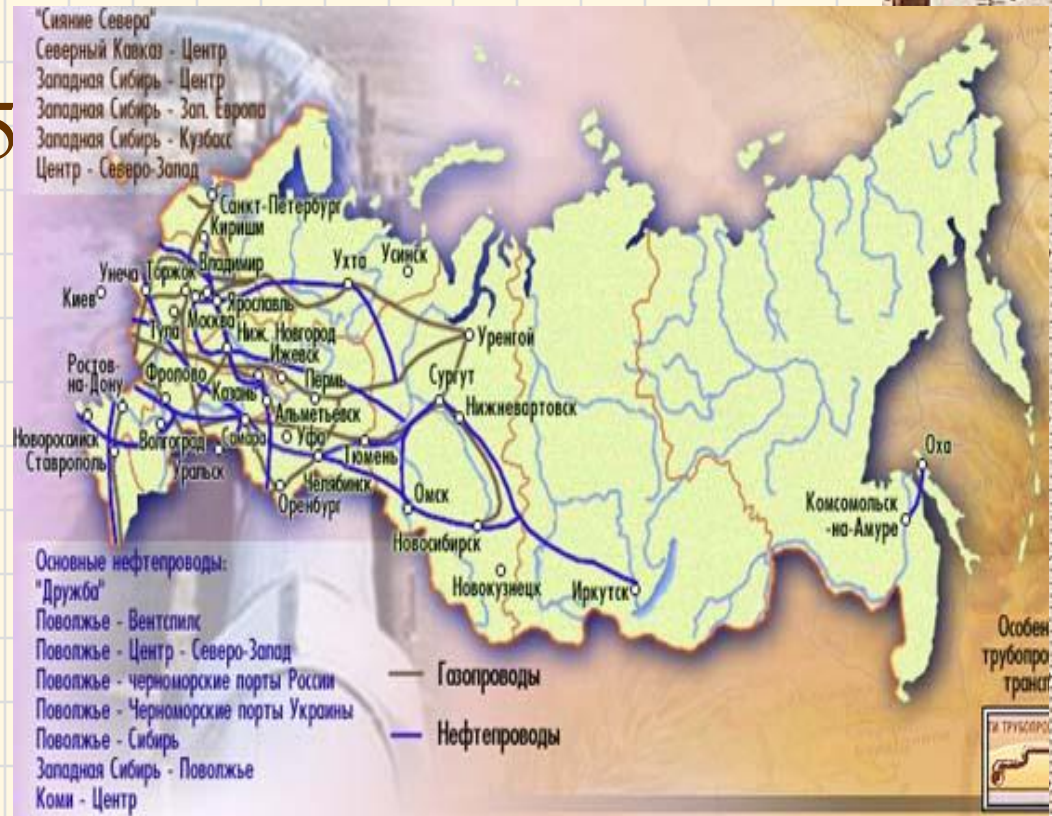 "Сияние Севера"
Северный Кавказ - Центр
Западная Сибирь - Центр
Западная Сибирь - Зап. Европа
Западная Сибирь - Кузбасс
Центр - Северо-Запад
Санкт-Петербург
Кириши
Унеча
Торжок
Владимир
Ухта
Усинск
Киев
Ярославль
Тула
Москва
Ниж. Новгород
Уренгой
Ижевск
Ростов-
на-Дону
Фролово
Казань
Пермь
Сургут
Альметьевск
Нижневартовск
Новороссийск
Волгоград
Самара
Уфа
Тюмень
Ставрополь
Уральск
Челябинск
Оренбург
Омск
Новосибирск
Новокузнецк
Иркутск
Оха
Комсомольск
-на-Амуре
Основные нефтепроводы:
"Дружба"
Поволжье - Вентспилс
Поволжье - Центр - Северо-Запад
Поволжье - черноморские порты России
Поволжье - Черноморские порты Украины
Поволжье - Сибирь
Западная Сибирь - Поволжье
Коми - Центр
Газопроводы
Нефтепроводы